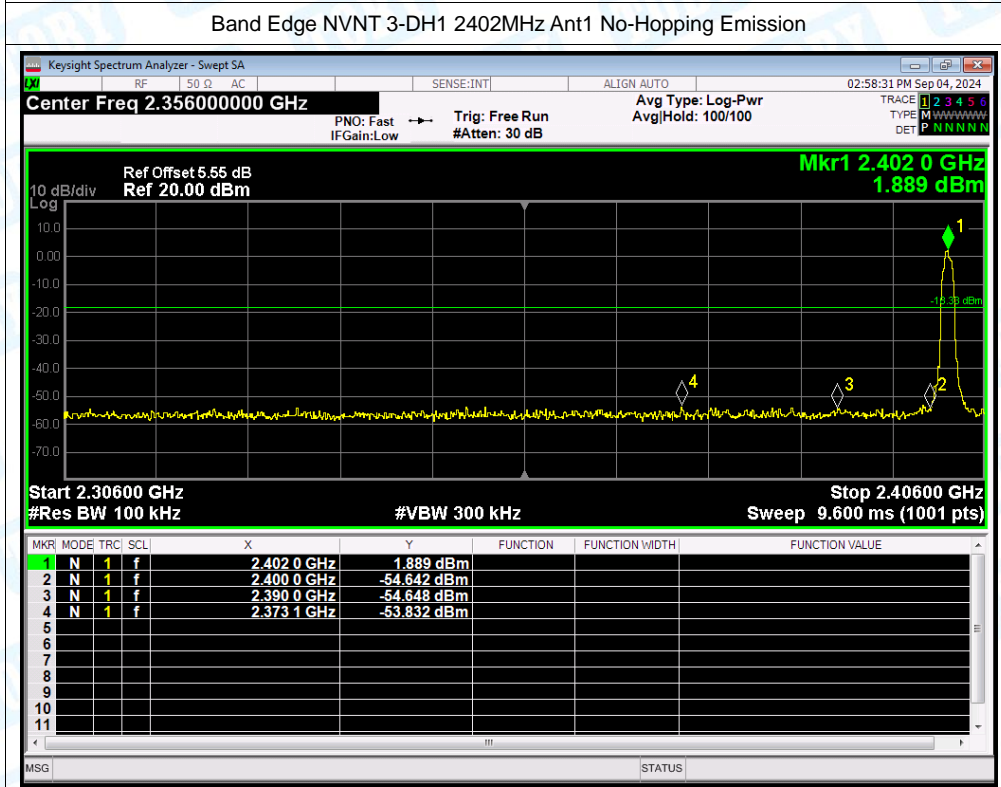 Band Edge NVNT 3-DH1 2402MHz Ant1 No-Hopping Emission
Keysight Spectrum Analyzer - Swept SA
LXI RF 50 Ω AC SENSE:INT ALIGN AUTO 02:58:31 PM Sep 04, 2024
Center Freq 2.356000000 GHz Avg Type: Log-Pwr TRACE 1 2 3 4 5 6
PNO: Fast Trig: Free Run Avg|Hold: 100/100 TYPE M WWWWW
IFGain:Low #Atten: 30 dB DET P N N N N N
Ref Offset 5.55 dB Mkr1 2.402 0 GHz
10 dB/div Ref 20.00 dBm 1.889 dBm
Log
10.0
0.00
-10.0
-20.0
-30.0
-40.0
-50.0
-60.0
-70.0
1
-18.33 dBm
4 3 2
Start 2.30600 GHz Stop 2.40600 GHz
#Res BW 100 kHz #VBW 300 kHz Sweep 9.600 ms (1001 pts)
MKR MODE TRC SCL X Y FUNCTION FUNCTION WIDTH FUNCTION VALUE
1 N 1 f 2.402 0 GHz 1.889 dBm
2 N 1 f 2.400 0 GHz -54.642 dBm
3 N 1 f 2.390 0 GHz -54.648 dBm
4 N 1 f 2.373 1 GHz -53.832 dBm
5
6
7
8
9
10
11
MSG STATUS